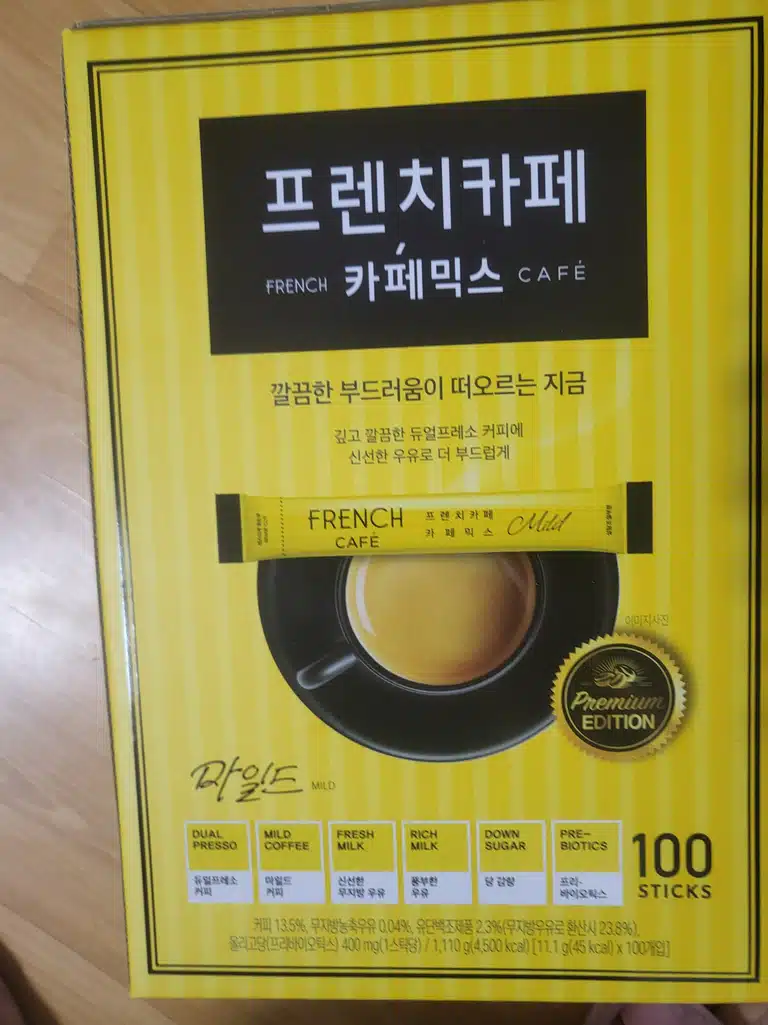 프렌치카페
FRENCH 카페믹스 CAFÉ
깔끔한 부드러움이 떠오르는 지금
깊고 깔끔한 듀얼프레소 커피에
신선한 우유로 더 부드럽게
FRENCH
CAFÉ
프렌치카페
카페믹스
Mild
이미지사진
Premium
EDITION
마일드 MILD
DUAL
PRESSO
듀얼프레소
커피
MILD
COFFEE
마일드
커피
FRESH
MILK
신선한
무지방 우유
RICH
MILK
풍부한
우유
DOWN
SUGAR
당 감량
PRE-
BIOTICS
프리-
바이오틱스
100
STICKS
커피 13.5%, 무지방농축우유 0.04%, 유단백조제품 2.3%(무지방우유로 환산시 23.8%),
올리고당(프리바이오틱스) 400 mg(1스틱당) / 1,110 g(4,500 kcal) [11.1 g(45 kcal) x 100개입]